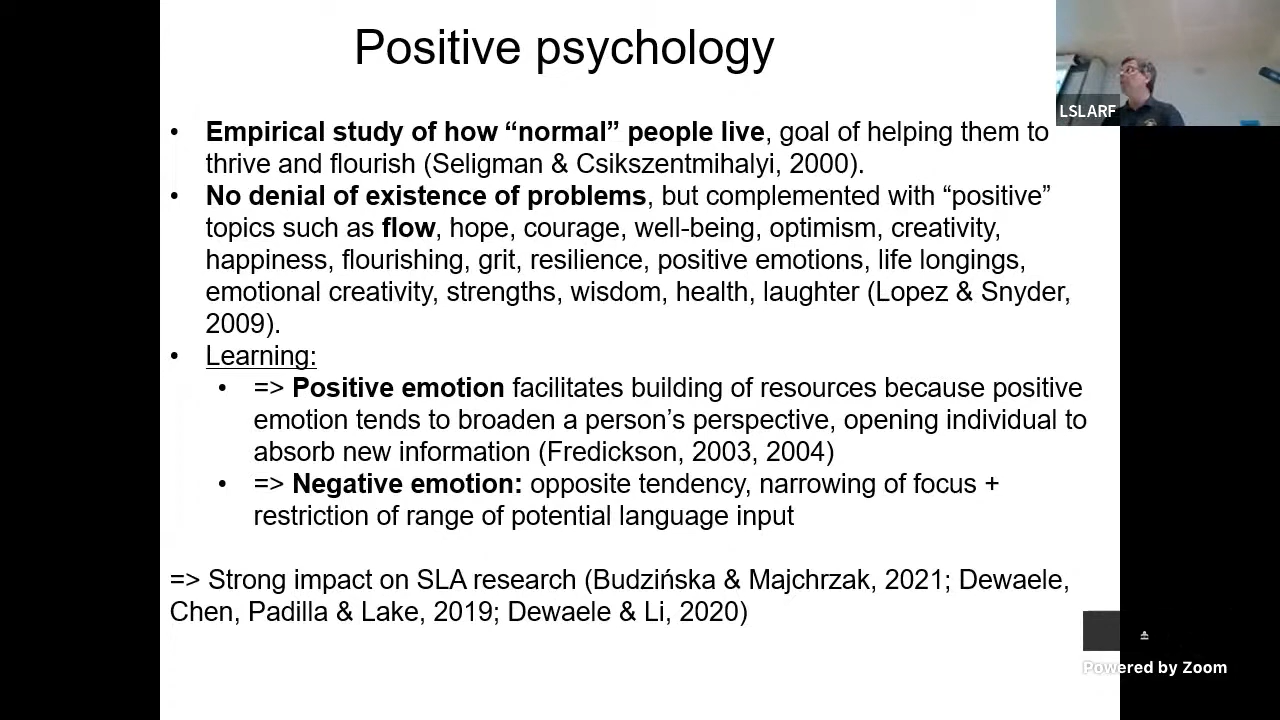 Positive psychology
LSLARF
• Empirical study of how “normal” people live, goal of helping them to
thrive and flourish (Seligman & Csikszentmihalyi, 2000).
• No denial of existence of problems, but complemented with “positive”
topics such as flow, hope, courage, well-being, optimism, creativity,
happiness, flourishing, grit, resilience, positive emotions, life longings,
emotional creativity, strengths, wisdom, health, laughter (Lopez & Snyder,
2009).
• Learning:
• => Positive emotion facilitates building of resources because positive
emotion tends to broaden a person’s perspective, opening individual to
absorb new information (Fredickson, 2003, 2004)
• => Negative emotion: opposite tendency, narrowing of focus +
restriction of range of potential language input
=> Strong impact on SLA research (Budzińska & Majchrzak, 2021; Dewaele,
Chen, Padilla & Lake, 2019; Dewaele & Li, 2020)
Powered by Zoom